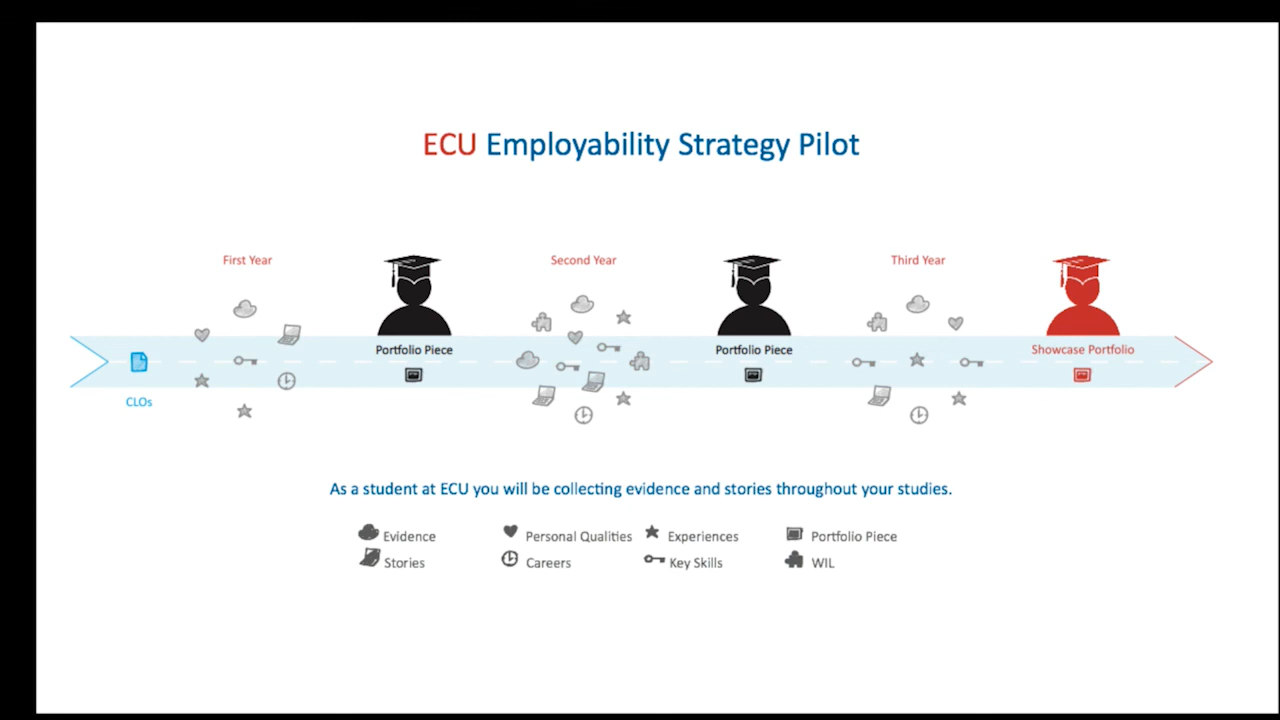 ECU Employability Strategy Pilot
First Year
Second Year
Third Year
Portfolio Piece
Portfolio Piece
Showcase Portfolio
CLOs
As a student at ECU you will be collecting evidence and stories throughout your studies.
Evidence
Personal Qualities
Experiences
Portfolio Piece
Stories
Careers
Key Skills
WIL